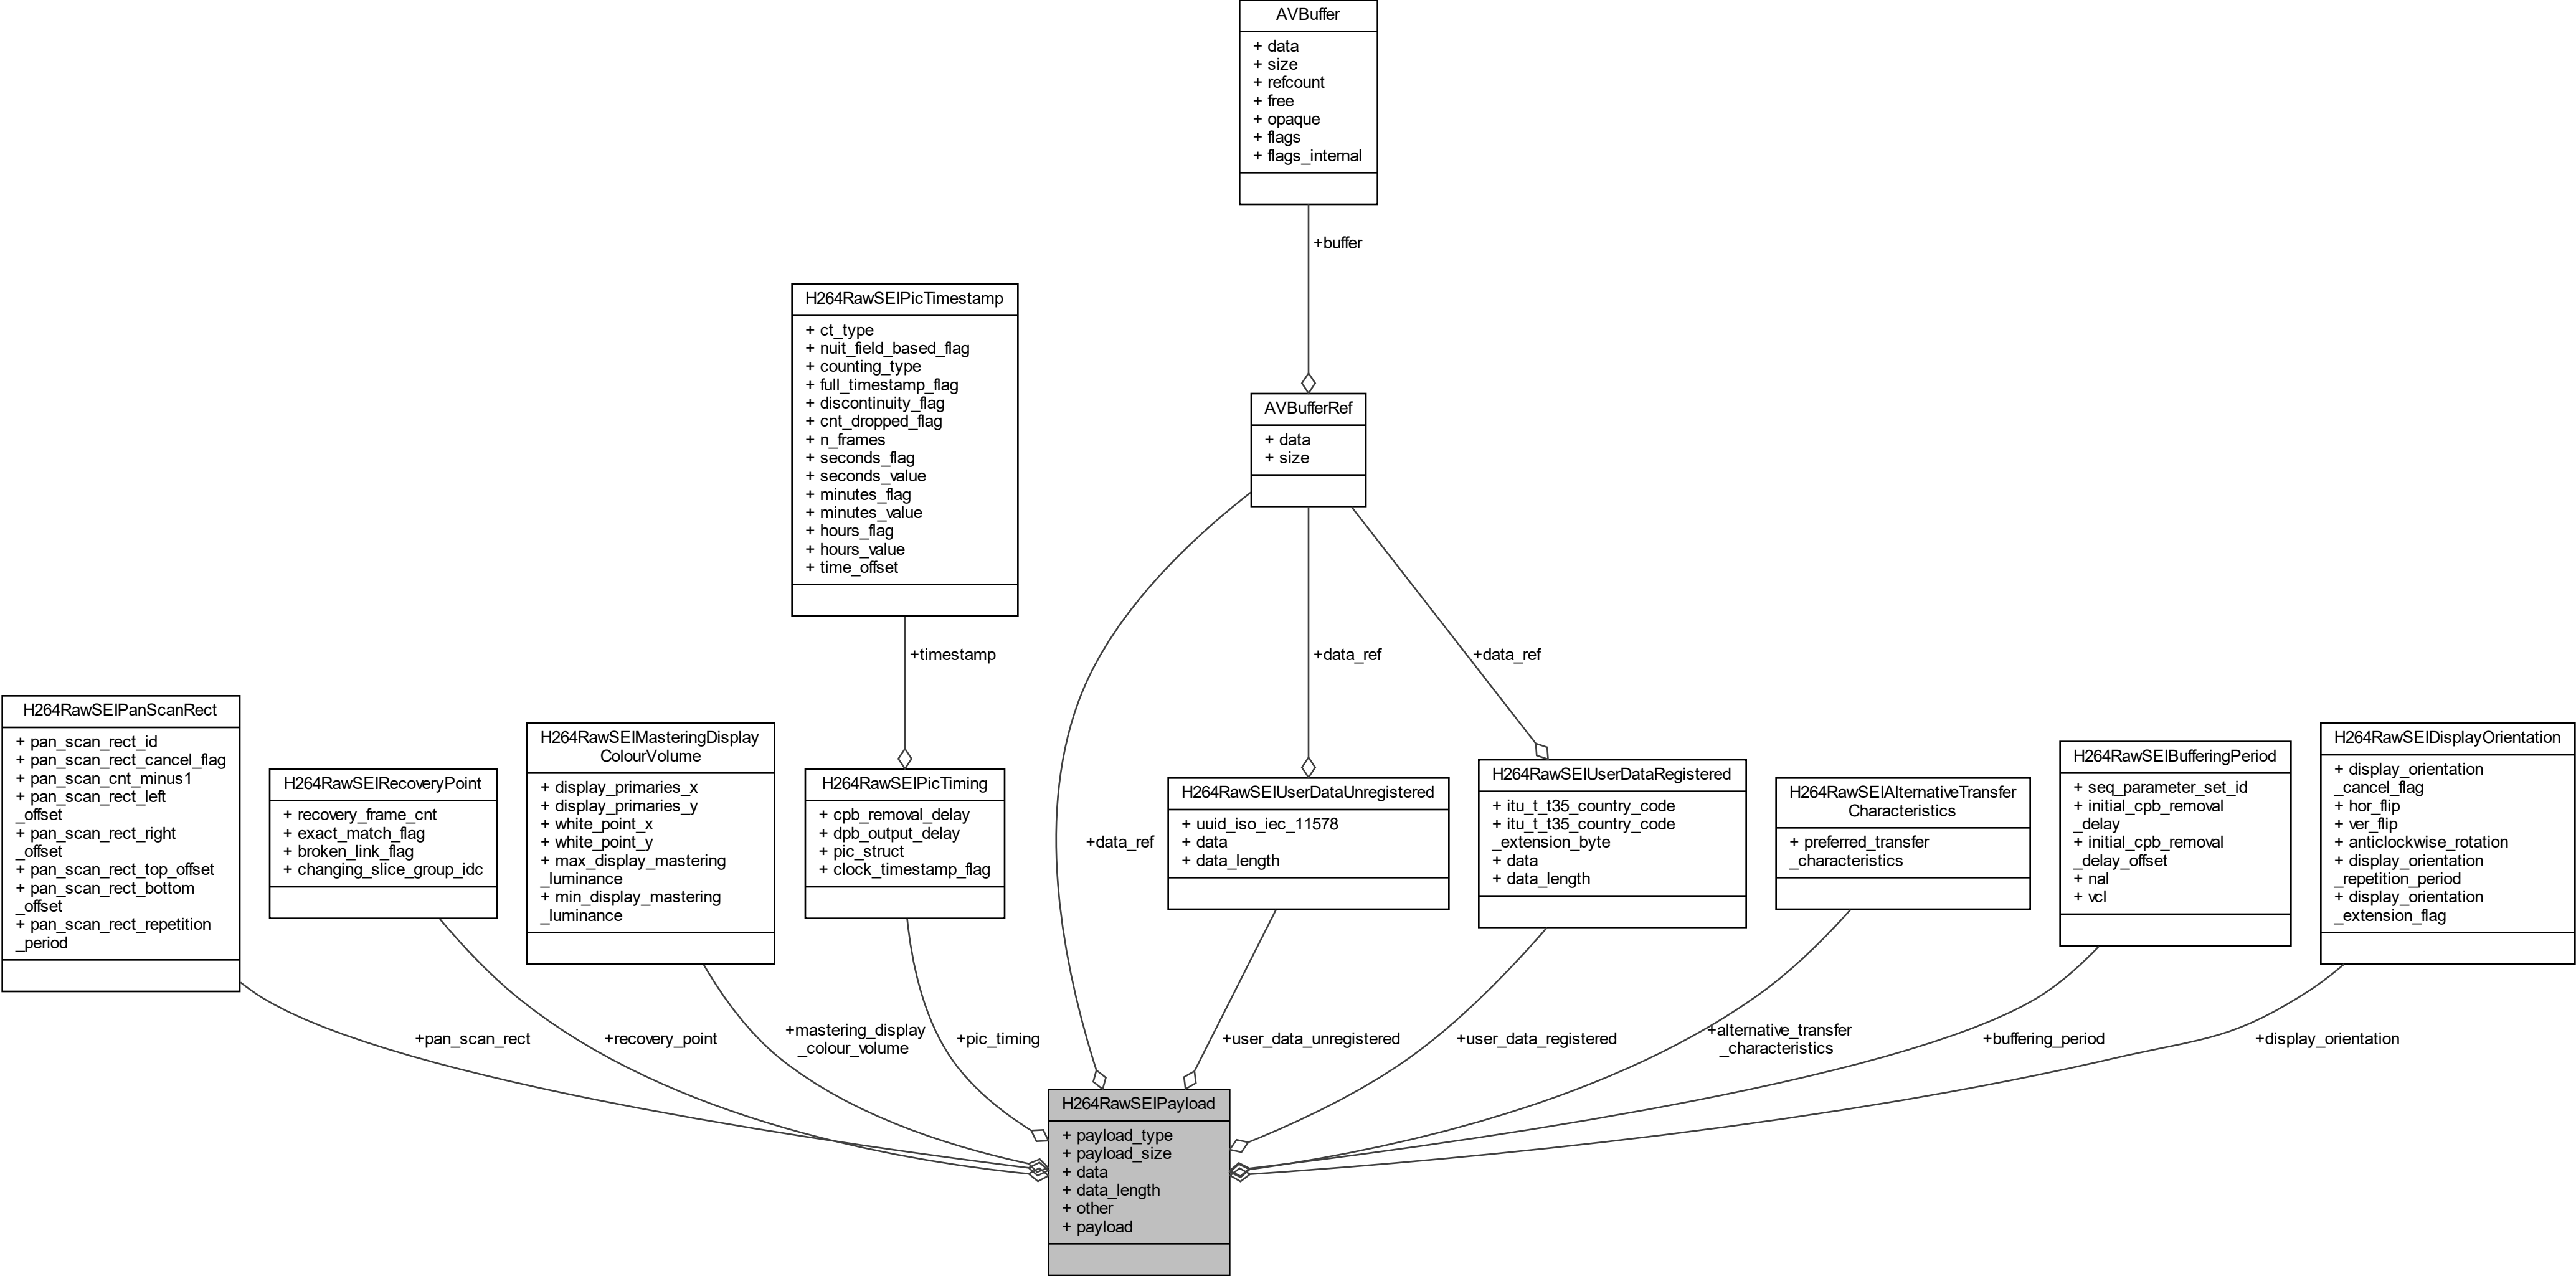 AVBuffer
+ data
+ size
+ refcount
+ free
+ opaque
+ flags
+ flags_internal
+buffer
H264RawSEIPicTimestamp
+ ct_type
+ nuit_field_based_flag
+ counting_type
+ full_timestamp_flag
+ discontinuity_flag
+ cnt_dropped_flag
+ n_frames
+ seconds_flag
+ seconds_value
+ minutes_flag
+ minutes_value
+ hours_flag
+ hours_value
+ time_offset
AVBufferRef
+ data
+ size
+timestamp
+data_ref
+data_ref
H264RawSEIPanScanRect
+ pan_scan_rect_id
+ pan_scan_rect_cancel_flag
+ pan_scan_cnt_minus1
+ pan_scan_rect_left
_offset
+ pan_scan_rect_right
_offset
+ pan_scan_rect_top_offset
+ pan_scan_rect_bottom
_offset
+ pan_scan_rect_repetition
_period
H264RawSEIRecoveryPoint
+ recovery_frame_cnt
+ exact_match_flag
+ broken_link_flag
+ changing_slice_group_idc
H264RawSEIMasteringDisplay
ColourVolume
+ display_primaries_x
+ display_primaries_y
+ white_point_x
+ white_point_y
+ max_display_mastering
_luminance
+ min_display_mastering
_luminance
H264RawSEIPicTiming
+ cpb_removal_delay
+ dpb_output_delay
+ pic_struct
+ clock_timestamp_flag
+data_ref
H264RawSEIUserDataUnregistered
+ uuid_iso_iec_11578
+ data
+ data_length
H264RawSEIUserDataRegistered
+ itu_t_t35_country_code
+ itu_t_t35_country_code
_extension_byte
+ data
+ data_length
H264RawSEIAlternativeTransfer
Characteristics
+ preferred_transfer
_characteristics
H264RawSEIBufferingPeriod
+ seq_parameter_set_id
+ initial_cpb_removal
_delay
+ initial_cpb_removal
_delay_offset
+ nal
+ vcl
H264RawSEIDisplayOrientation
+ display_orientation
_cancel_flag
+ hor_flip
+ ver_flip
+ anticlockwise_rotation
+ display_orientation
_repetition_period
+ display_orientation
_extension_flag
+pan_scan_rect
+recovery_point
+mastering_display
_colour_volume
+pic_timing
+user_data_unregistered
+user_data_registered
+alternative_transfer
_characteristics
+buffering_period
+display_orientation
H264RawSEIPayload
+ payload_type
+ payload_size
+ data
+ data_length
+ other
+ payload